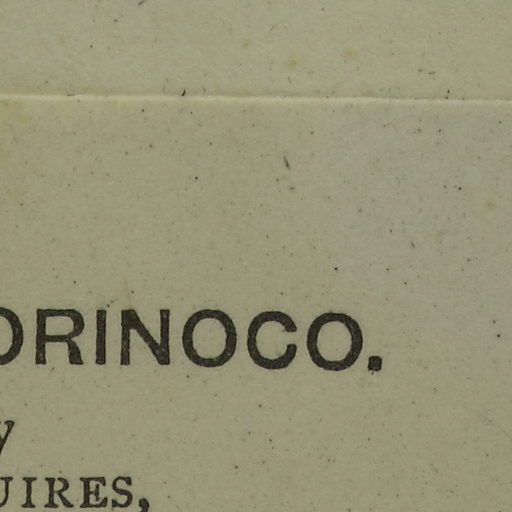 ORINOCO.
y
UIRES,